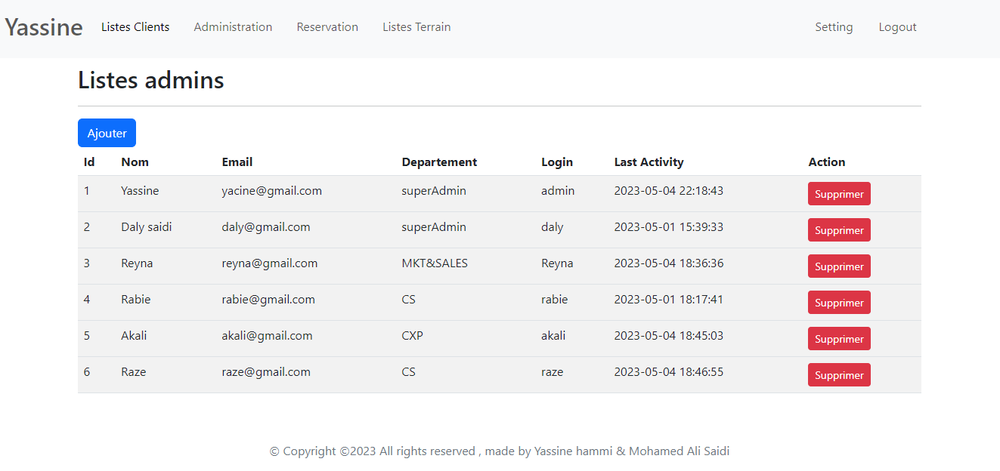 Yassine Listes Clients Administration Reservation Listes Terrain Setting Logout
Listes admins
Ajouter
Id Nom Email Departement Login Last Activity Action
1 Yassine yacine@gmail.com superAdmin admin 2023-05-04 22:18:43 Supprimer
2 Daly saidi daly@gmail.com superAdmin daly 2023-05-01 15:39:33 Supprimer
3 Reyna reyna@gmail.com MKT&SALES Reyna 2023-05-04 18:36:36 Supprimer
4 Rabie rabie@gmail.com CS rabie 2023-05-01 18:17:41 Supprimer
5 Akali akali@gmail.com CXP akali 2023-05-04 18:45:03 Supprimer
6 Raze raze@gmail.com CS raze 2023-05-04 18:46:55 Supprimer
© Copyright ©2023 All rights reserved , made by Yassine hammi & Mohamed Ali Saidi